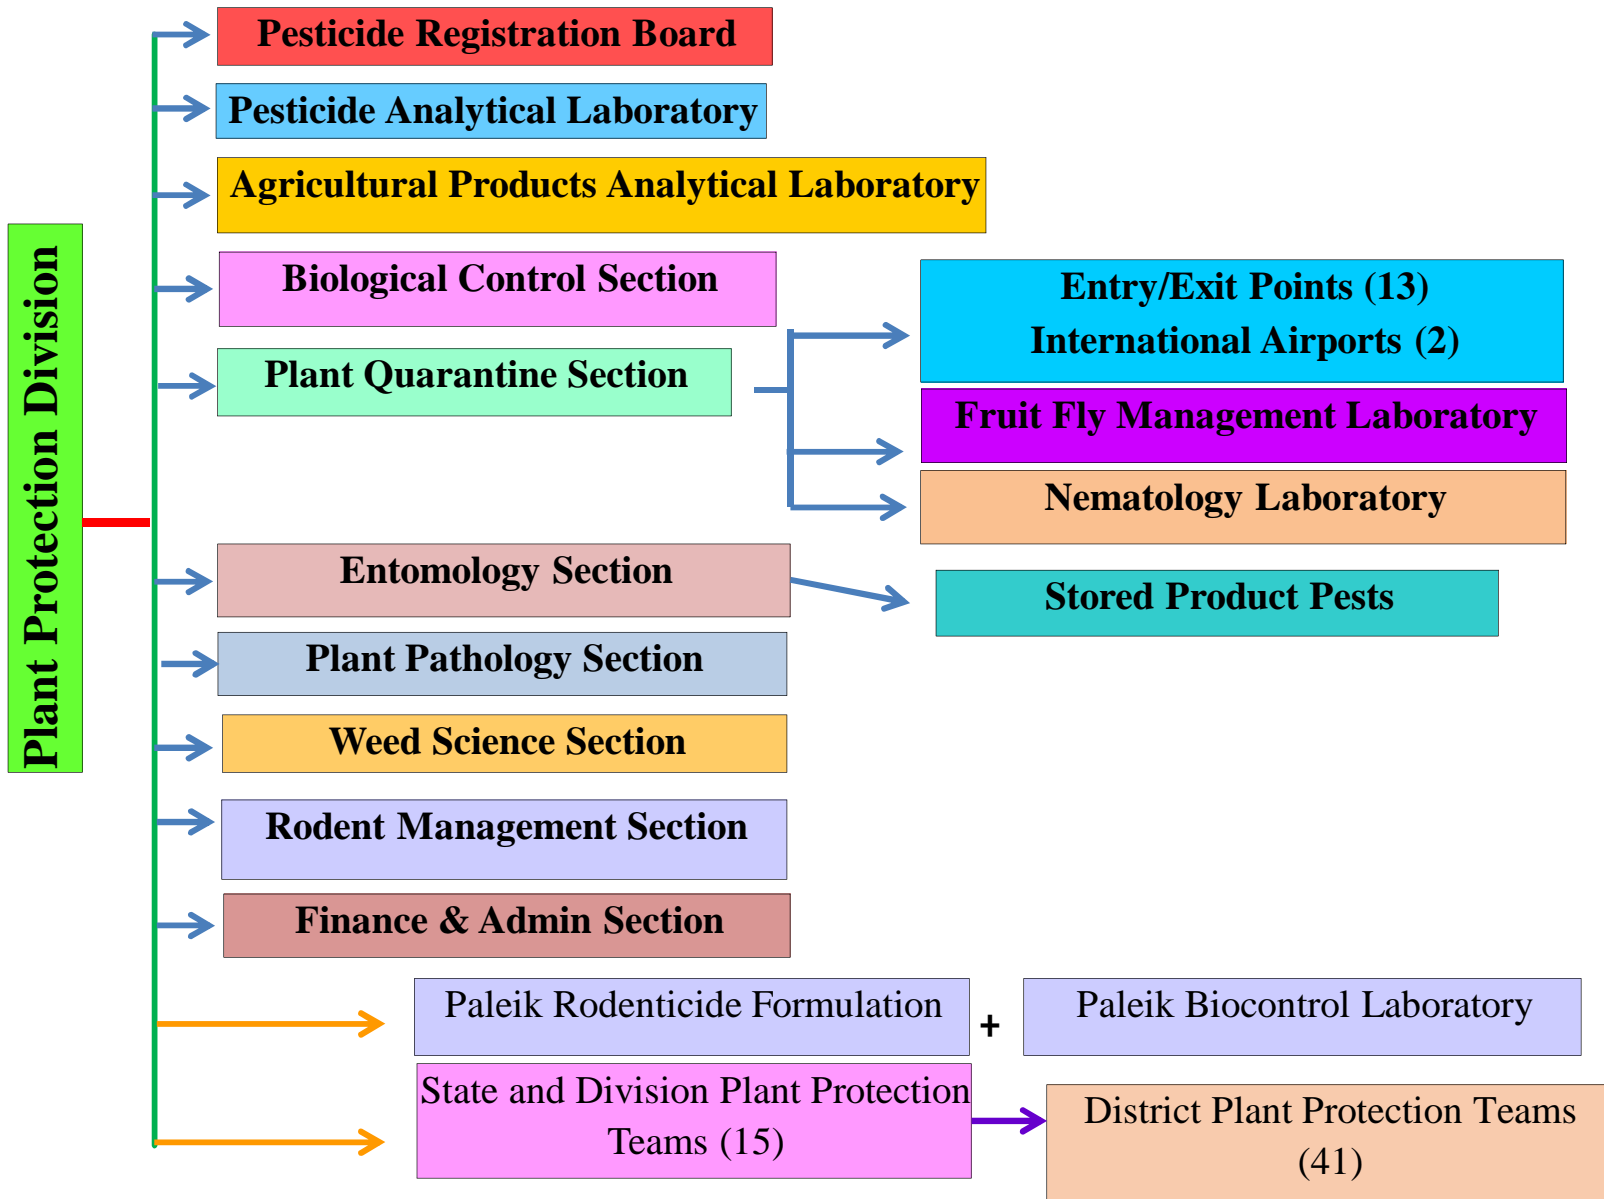 Plant Protection Division
Pesticide Registration Board
Pesticide Analytical Laboratory
Agricultural Products Analytical Laboratory
Biological Control Section
Plant Quarantine Section
Entry/Exit Points (13)
International Airports (2)
Fruit Fly Management Laboratory
Nematology Laboratory
Entomology Section
Stored Product Pests
Plant Pathology Section
Weed Science Section
Rodent Management Section
Finance & Admin Section
Paleik Rodenticide Formulation
+
Paleik Biocontrol Laboratory
State and Division Plant Protection
Teams (15)
District Plant Protection Teams
(41)